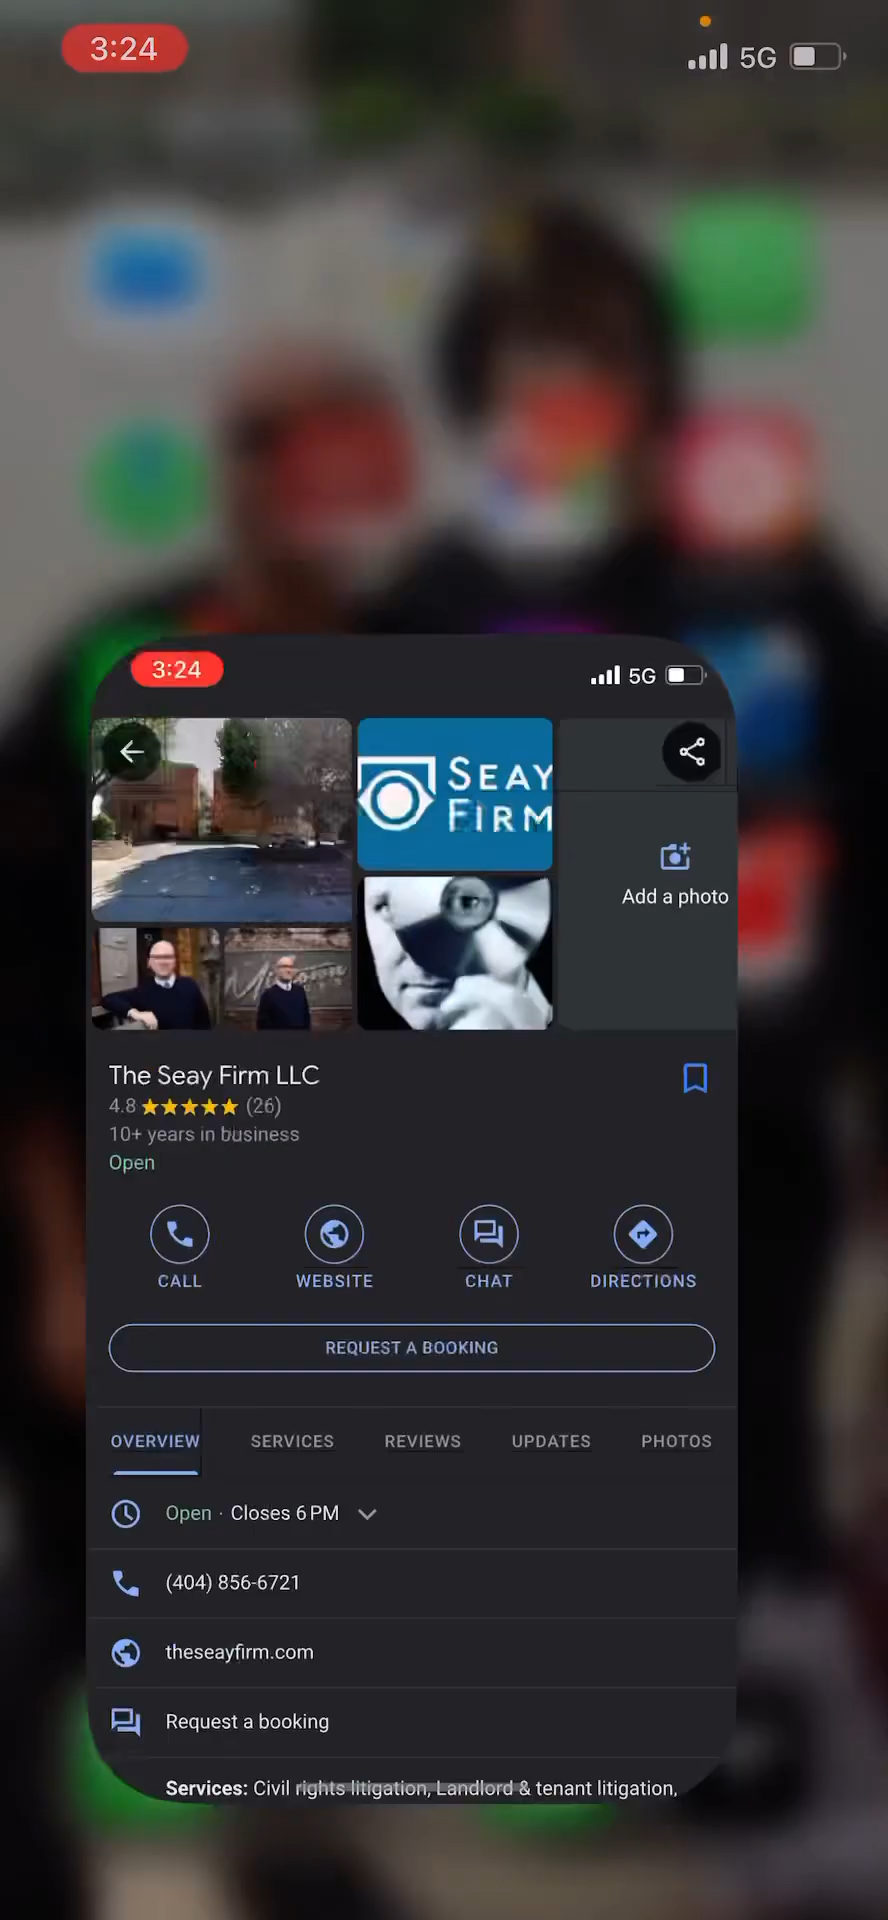 3:24
5G
3:24
5G
SEAY
FIRM
Add a photo
The Seay Firm LLC
4.8 ★★★★★ (26)
10+ years in business
Open
CALL
WEBSITE
CHAT
DIRECTIONS
REQUEST A BOOKING
OVERVIEW
SERVICES
REVIEWS
UPDATES
PHOTOS
Open · Closes 6 PM
(404) 856-6721
theseayfirm.com
Request a booking
Services: Civil rights litigation, Landlord & tenant litigation,